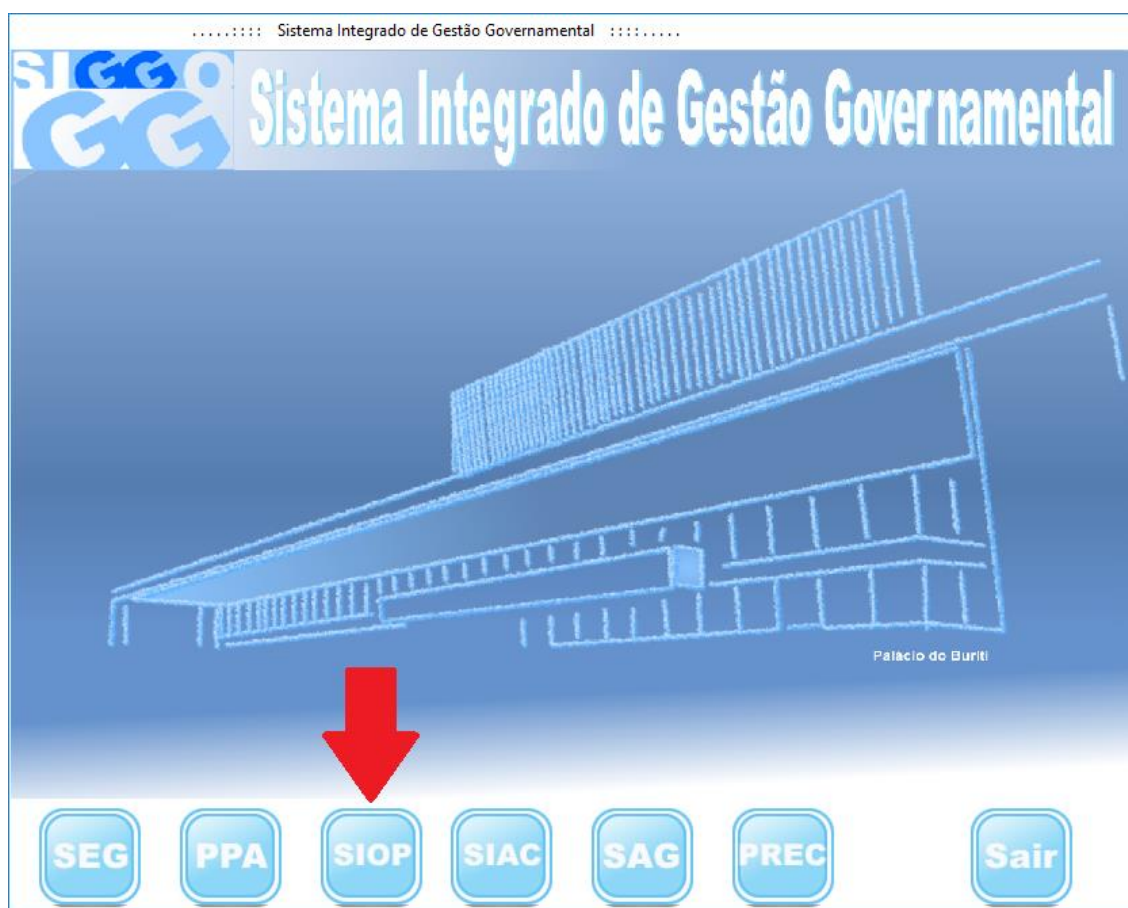 .....:::: Sistema Integrado de Gestão Governamental ::::.....
SIGGO
GG
Sistema Integrado de Gestão Governamental
Palácio do Buriti
SEG PPA SIOP SIAC SAG PREC Sair